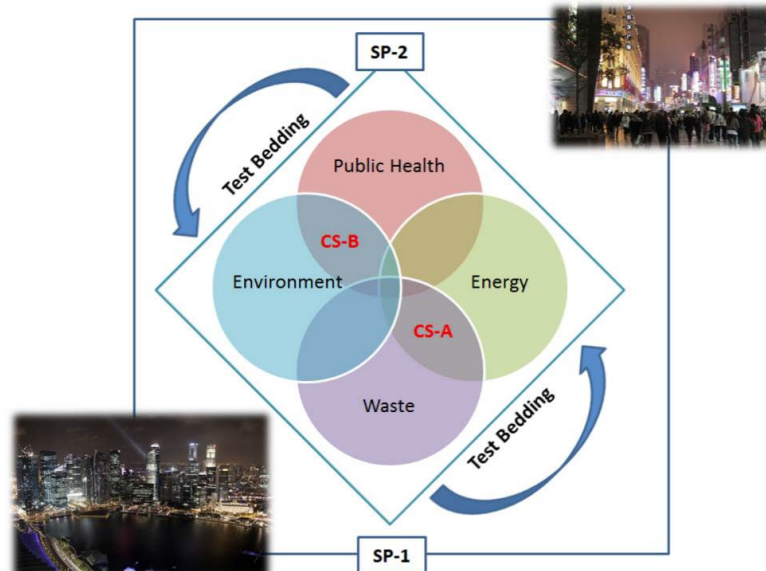 SP-2
Test Bedding
Public Health
CS-B
Environment
Energy
CS-A
Waste
Test Bedding
SP-1